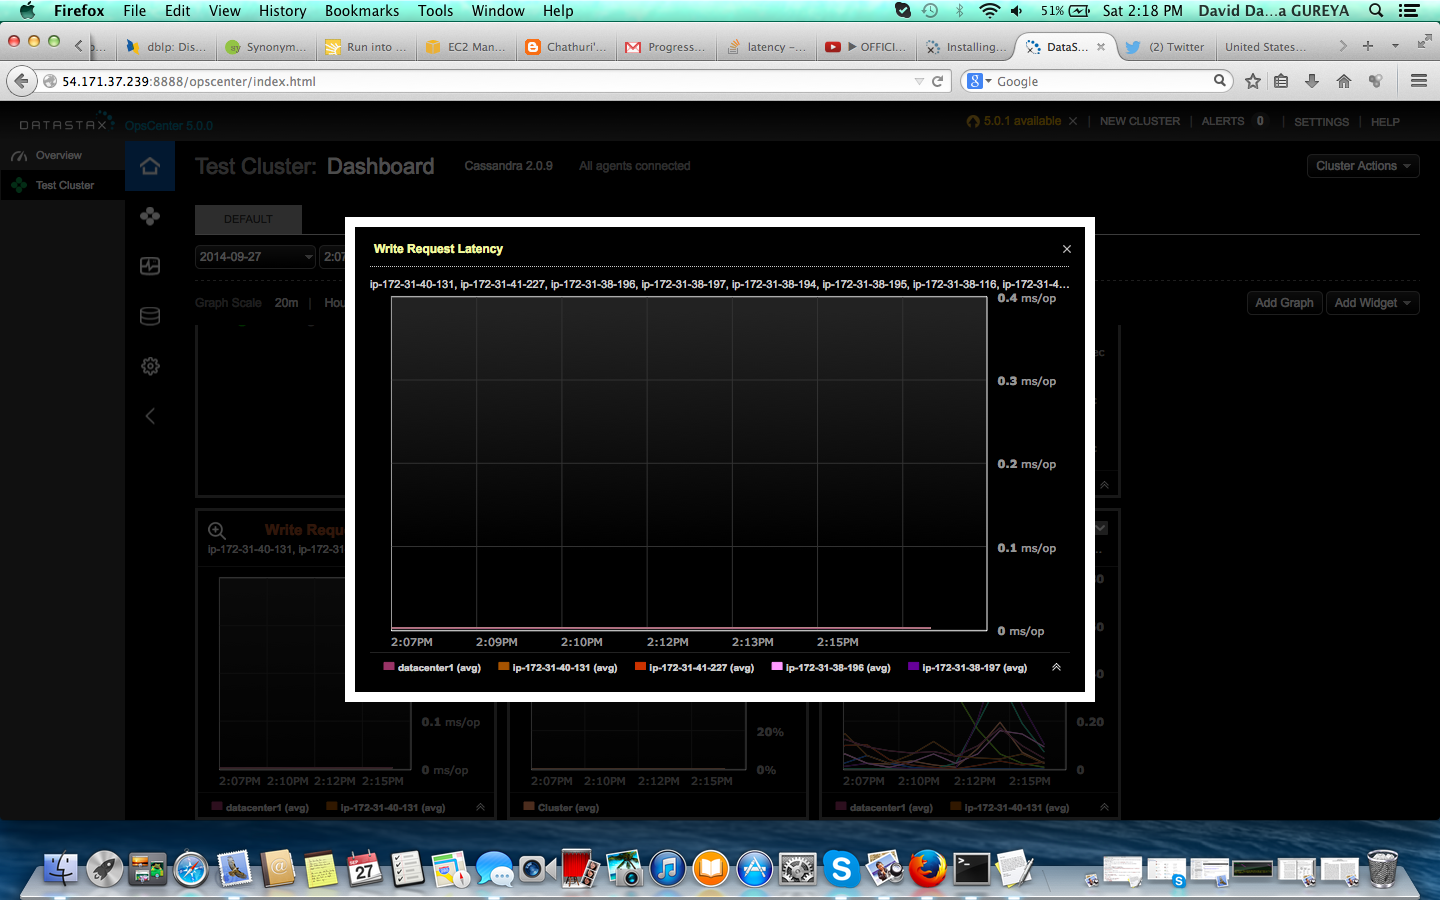 Firefox File Edit View History Bookmarks Tools Window Help 51% Sat 2:18 PM David Da...a GUREYA
dblp: Dis... Synonym... Run into ... EC2 Man... Chathuri'... Progress... latency –... ▶ OFFICI... Installing... DataS... (2) Twitter United States...
54.171.37.239:8888/opscenter/index.html Google
DATASTAX OpsCenter 5.0.0 5.0.1 available × | NEW CLUSTER | ALERTS 0 | SETTINGS | HELP
Overview
Test Cluster
Test Cluster: Dashboard Cassandra 2.0.9 All agents connected Cluster Actions
DEFAULT
2014-09-27 2:07
Graph Scale 20m | Hou Add Graph Add Widget
Write Request Latency ×
ip-172-31-40-131, ip-172-31-41-227, ip-172-31-38-196, ip-172-31-38-197, ip-172-31-38-194, ip-172-31-38-195, ip-172-31-38-116, ip-172-31-4...
0.4 ms/op
0.3 ms/op
0.2 ms/op
0.1 ms/op
0 ms/op
2:07PM 2:09PM 2:10PM 2:12PM 2:13PM 2:15PM
datacenter1 (avg) ip-172-31-40-131 (avg) ip-172-31-41-227 (avg) ip-172-31-38-196 (avg) ip-172-31-38-197 (avg)
Write Requ
ip-172-31-40-131, ip-172-31
0.1 ms/op
0 ms/op
2:07PM 2:10PM 2:12PM 2:15PM
datacenter1 (avg) ip-172-31-40-131 (avg)
20%
0%
2:07PM 2:10PM 2:12PM 2:15PM
Cluster (avg)
0.20
0
2:07PM 2:10PM 2:12PM 2:15PM
datacenter1 (avg) ip-172-31-40-131 (avg)
SEP
27